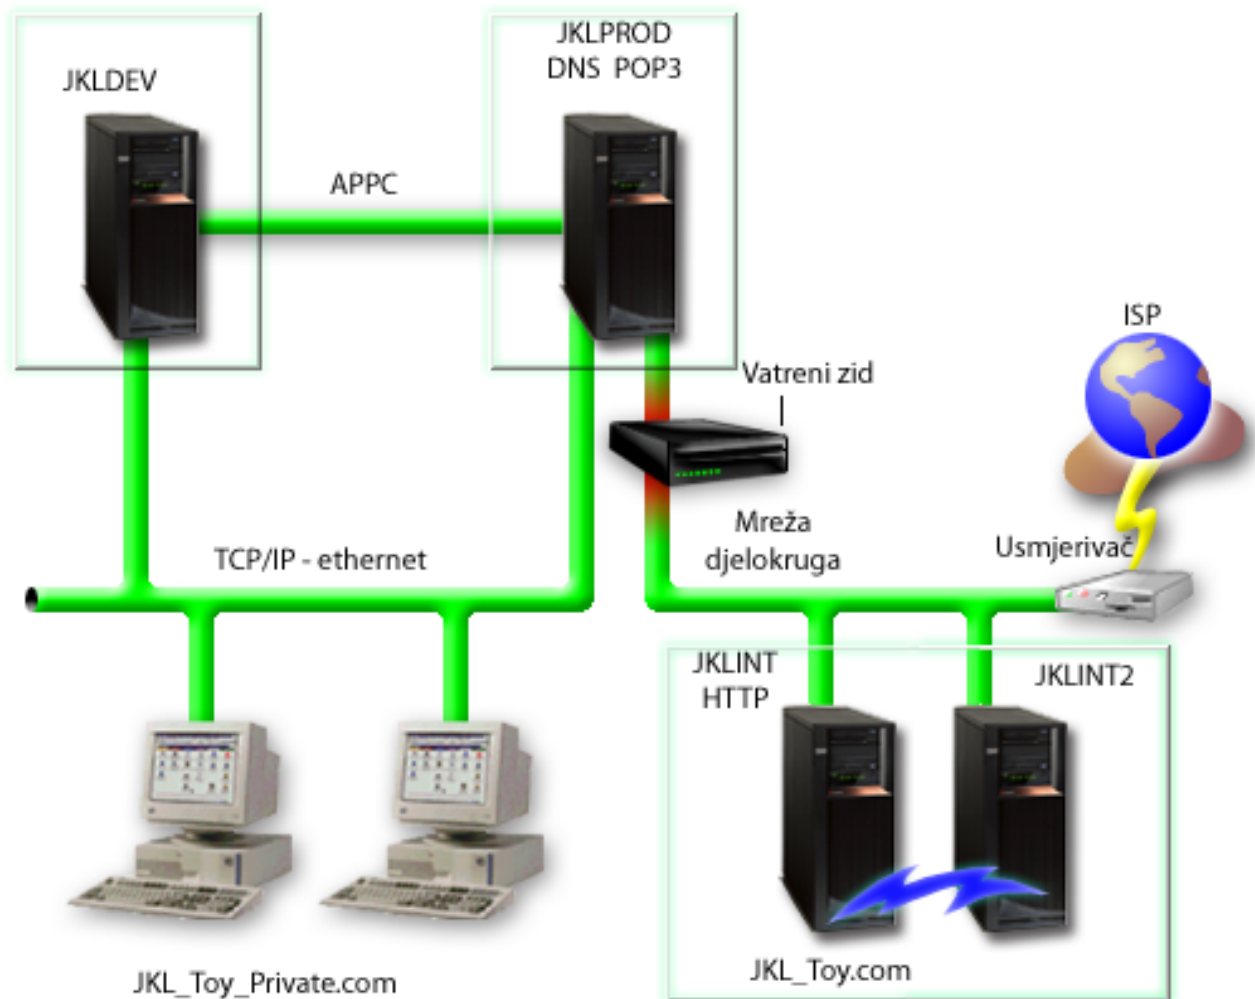 JKLPROD
DNS POP3
JKLDEV
APPC
ISP
Vatreni zid
Mreža
djelokruga
Usmjerivač
TCP/IP - ethernet
JKLINT
HTTP
JKLINT2
JKL_Toy.com
JKL_Toy_Private.com